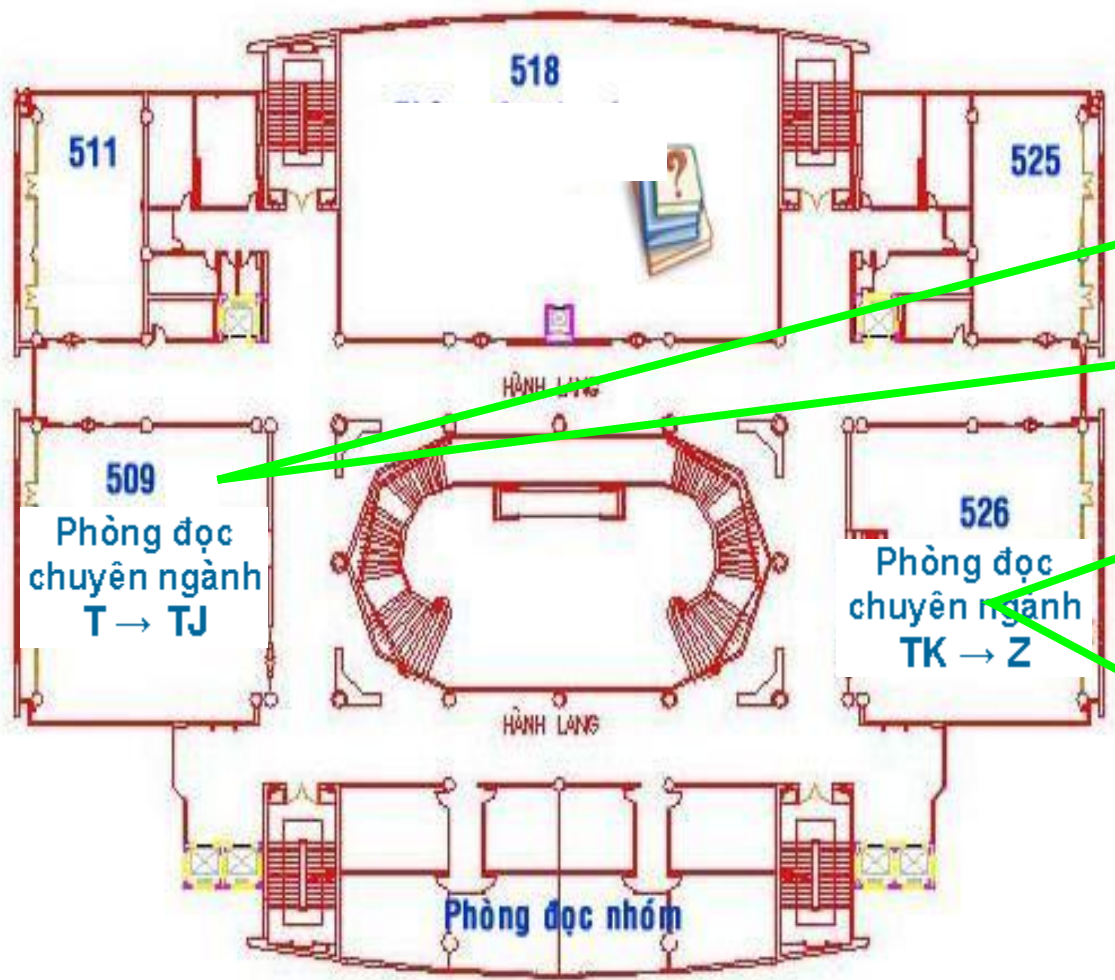 518
511
525
HÀNH LANG
509
Phòng đọc
chuyên ngành
T → TJ
526
Phòng đọc
chuyên ngành
TK → Z
HÀNH LANG
Phòng đọc nhóm
?